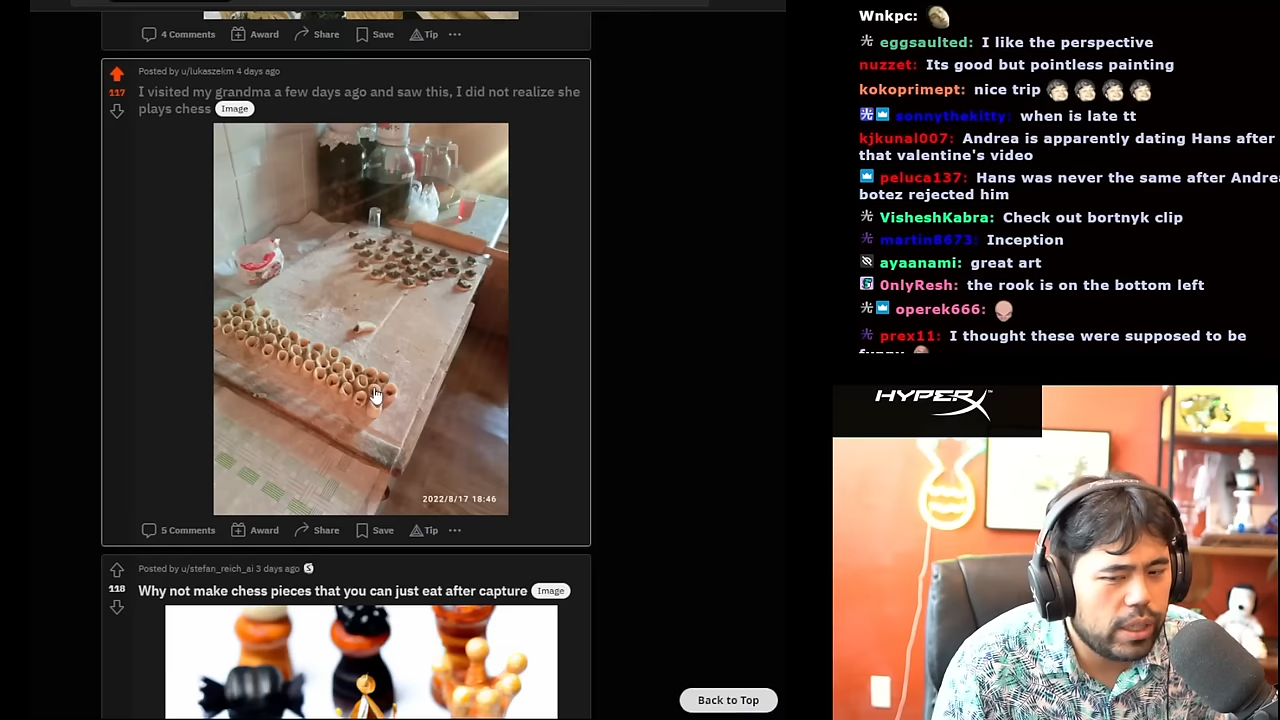 4 Comments Award Share Save Tip
Posted by u/lukaszekm 4 days ago
117
I visited my grandma a few days ago and saw this, I did not realize she
plays chess Image
2022/8/17 18:46
5 Comments Award Share Save Tip
Posted by u/stefan_reich_ai 3 days ago
118
Why not make chess pieces that you can just eat after capture Image
Back to Top
Wnkpc:
eggsaulted: I like the perspective
nuzzet: Its good but pointless painting
kokoprimept: nice trip
光 sonnythekitty: when is late tt
kjkunal007: Andrea is apparently dating Hans after
that valentine's video
peluca137: Hans was never the same after Andre
botez rejected him
VisheshKabra: Check out bortnyk clip
martin8673: Inception
ayaanami: great art
0nlyResh: the rook is on the bottom left
operek666:
prex11: I thought these were supposed to be
HYPERX